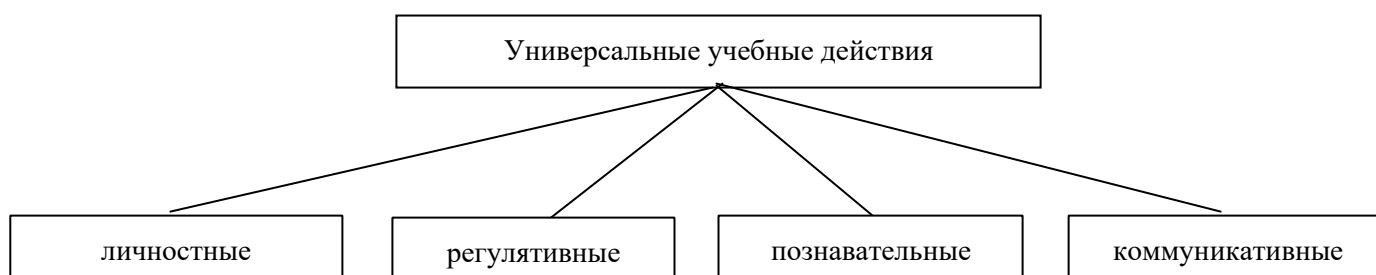 Универсальные учебные действия
личностные
регулятивные
познавательные
коммуникативные